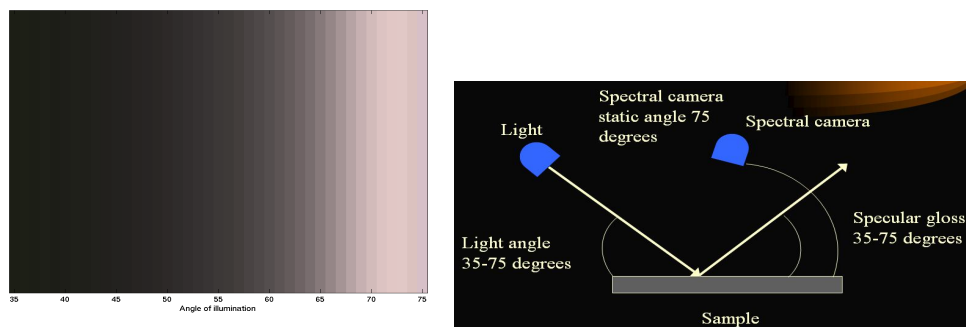 35 40 45 50 55 60 65 70 75
Angle of illumination
Spectral camera
static angle 75
degrees
Light
Spectral camera
Light angle
35-75 degrees
Specular gloss
35-75 degrees
Sample